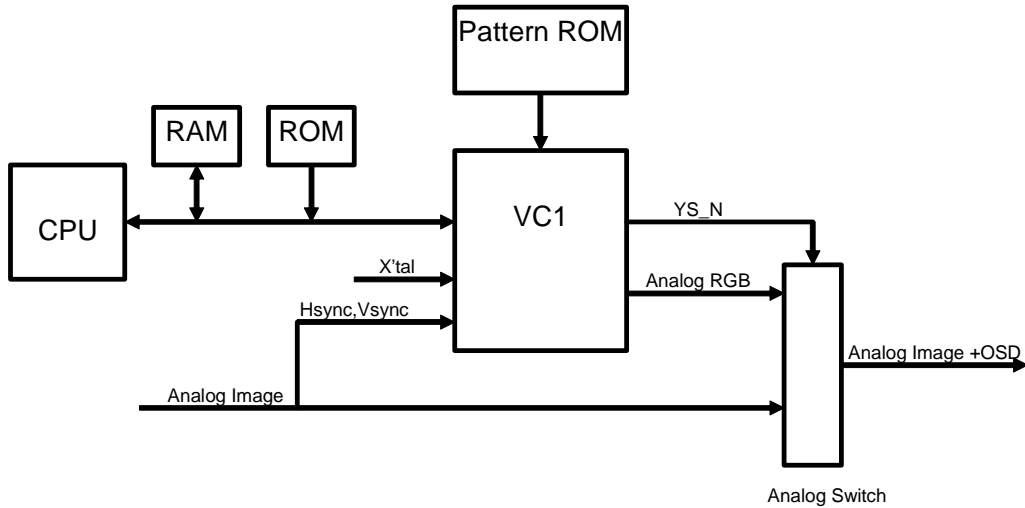 Pattern ROM
RAM
ROM
CPU
VC1
YS_N
X'tal
Analog RGB
Hsync,Vsync
Analog Image +OSD
Analog Image
Analog Switch